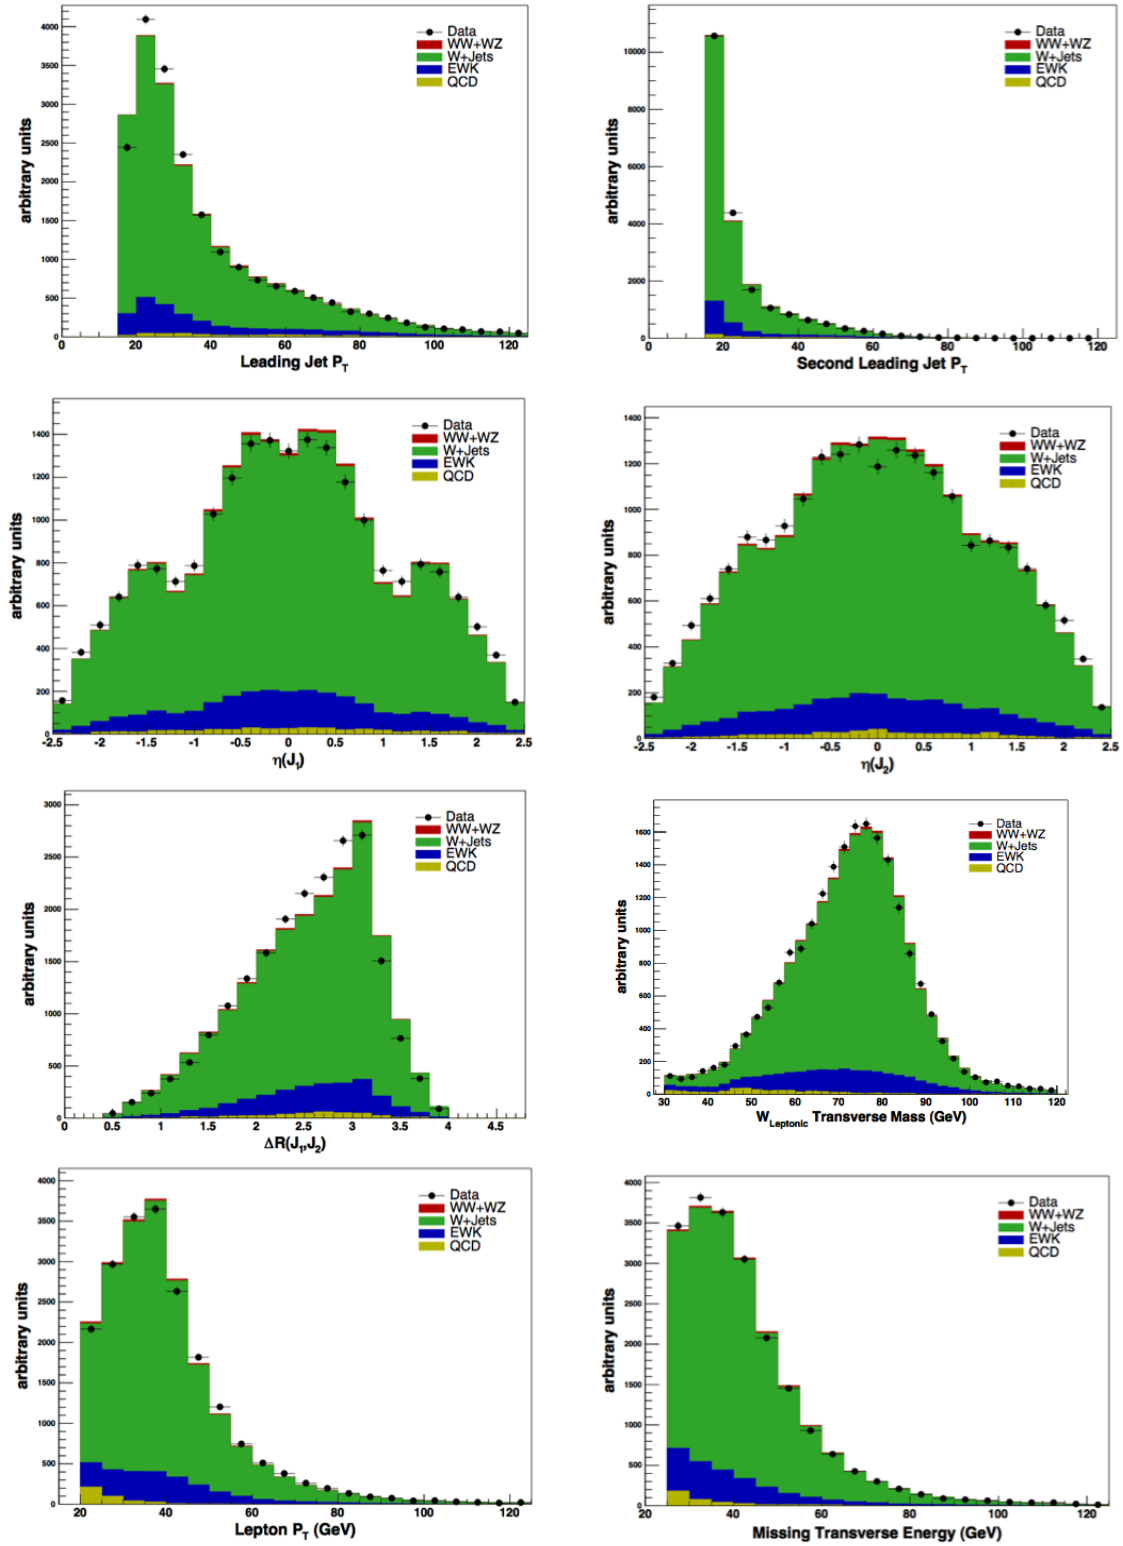 arbitrary units
4000
3500
3000
2500
2000
1500
1000
500
0
Data
WW+WZ
W+Jets
EWK
QCD
0 20 40 60 80 100 120
Leading Jet P_T
arbitrary units
10000
8000
6000
4000
2000
0
Data
WW+WZ
W+Jets
EWK
QCD
0 20 40 60 80 100 120
Second Leading Jet P_T
arbitrary units
1400
1200
1000
800
600
400
200
0
Data
WW+WZ
W+Jets
EWK
QCD
-2.5 -2 -1.5 -1 -0.5 0 0.5 1 1.5 2 2.5
η(J_1)
arbitrary units
1400
1200
1000
800
600
400
200
0
Data
WW+WZ
W+Jets
EWK
QCD
-2.5 -2 -1.5 -1 -0.5 0 0.5 1 1.5 2 2.5
η(J_2)
arbitrary units
3000
2500
2000
1500
1000
500
0
Data
WW+WZ
W+Jets
EWK
QCD
0 0.5 1 1.5 2 2.5 3 3.5 4 4.5
ΔR(J_1,J_2)
arbitrary units
1600
1400
1200
1000
800
600
400
200
0
Data
WW+WZ
W+Jets
EWK
QCD
30 40 50 60 70 80 90 100 110 120
W_Leptonic Transverse Mass (GeV)
arbitrary units
4000
3500
3000
2500
2000
1500
1000
500
0
Data
WW+WZ
W+Jets
EWK
QCD
20 40 60 80 100 120
Lepton P_T (GeV)
arbitrary units
4000
3500
3000
2500
2000
1500
1000
500
0
Data
WW+WZ
W+Jets
EWK
QCD
20 40 60 80 100 120
Missing Transverse Energy (GeV)